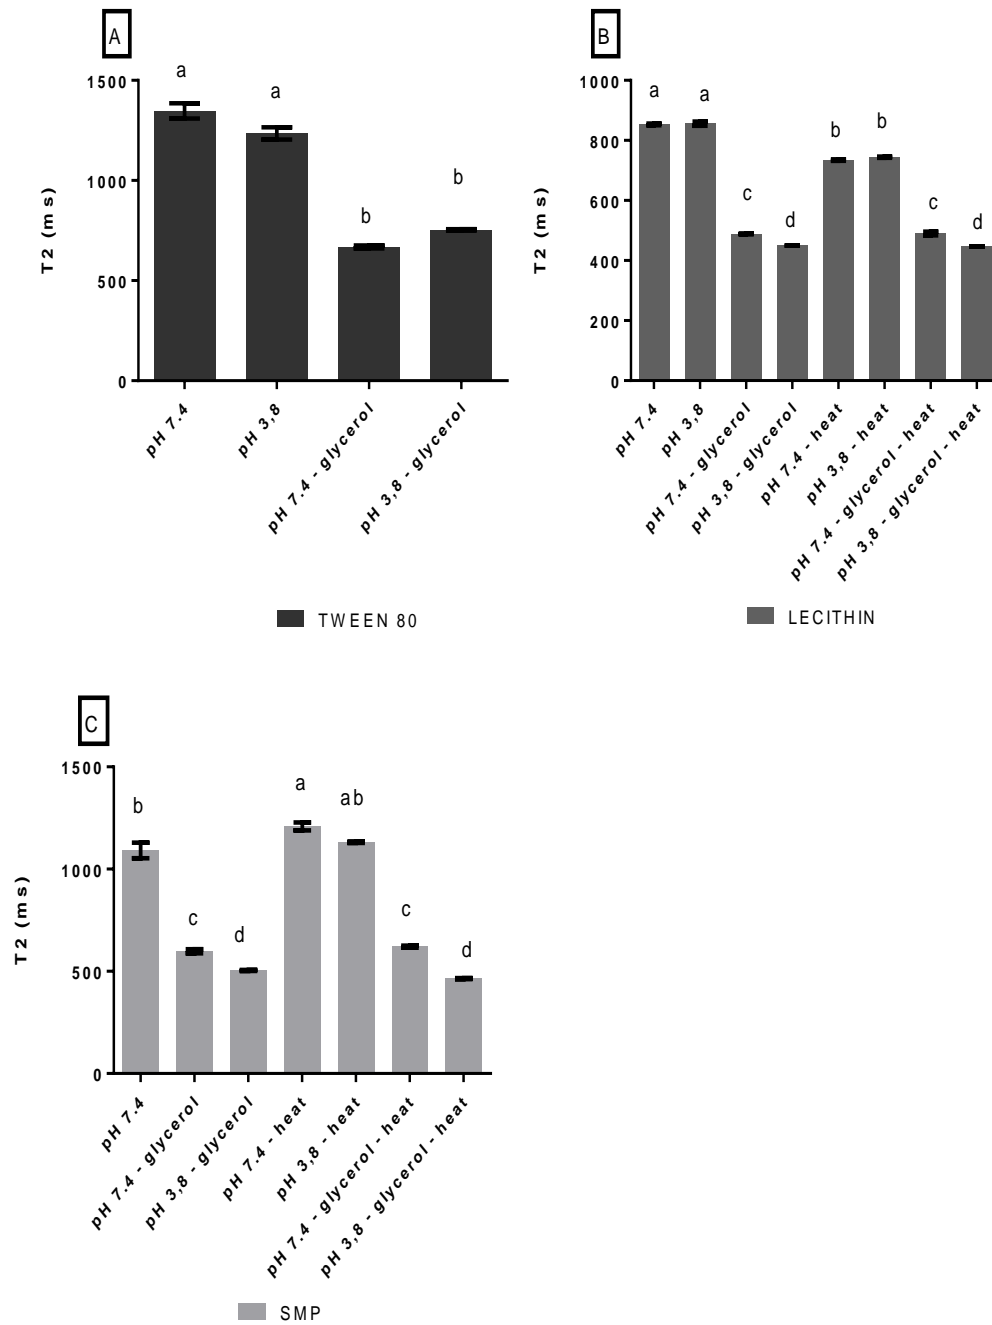 A
T2 (ms)
1500
1000
500
0
a
a
b
b
pH 7.4
pH 3,8
pH 7.4 - glycerol
pH 3,8 - glycerol
TWEEN 80
B
T2 (ms)
1000
800
600
400
200
0
a
a
c
d
b
b
c
d
pH 7.4
pH 3,8
pH 7.4 - glycerol
pH 3,8 - glycerol
pH 7.4 - heat
pH 3,8 - heat
pH 7.4 - glycerol - heat
pH 3,8 - glycerol - heat
LECITHIN
C
T2 (ms)
1500
1000
500
0
b
c
d
a
ab
c
d
pH 7.4
pH 7.4 - glycerol
pH 3,8 - glycerol
pH 7.4 - heat
pH 3,8 - heat
pH 7.4 - glycerol - heat
pH 3,8 - glycerol - heat
SMP